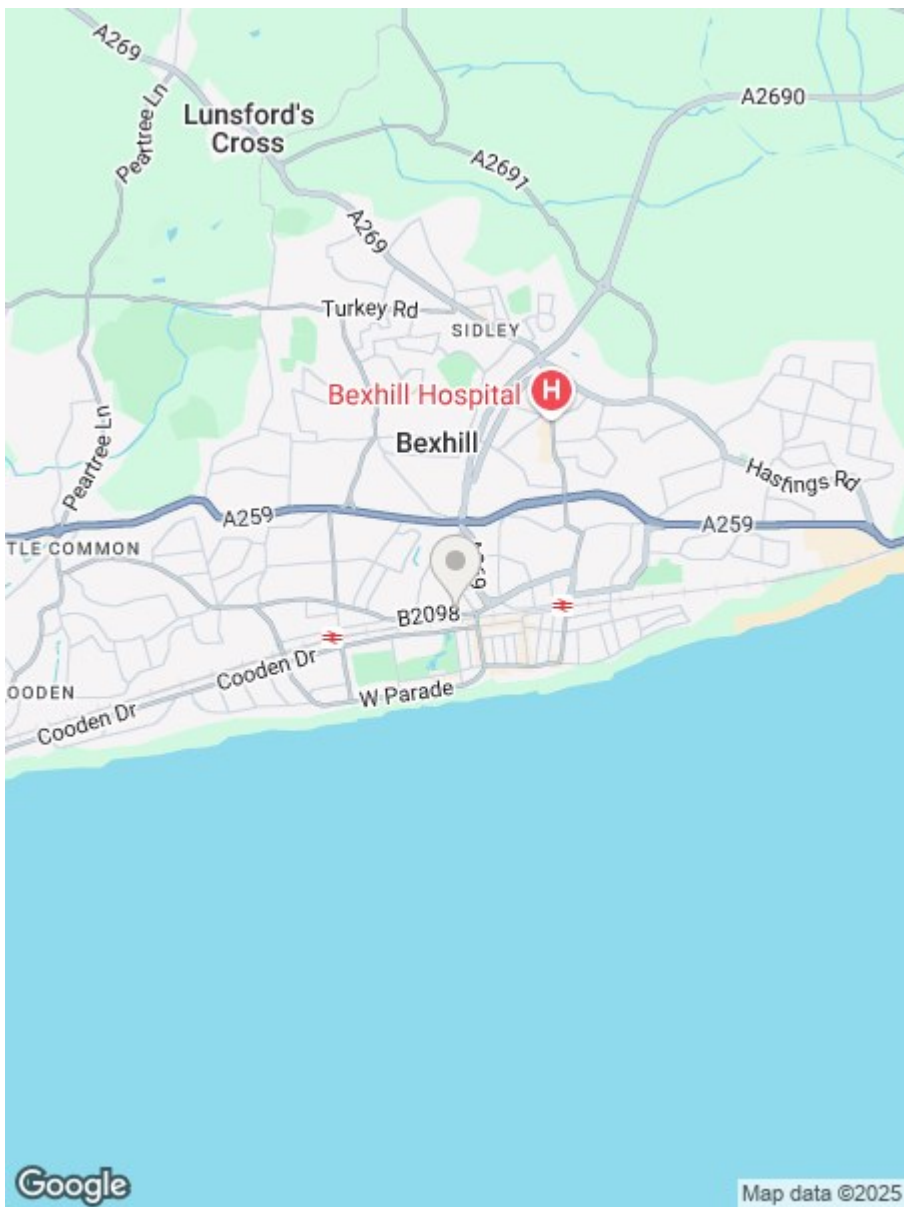 A269
Peartree Ln
Lunsford's
Cross
A2690
A2691
A269
Turkey Rd
SIDLEY
Bexhill Hospital
H
Bexhill
Peartree Ln
Hastings Rd
A259
A259
TLE COMMON
B2098
Cooden Dr
OODEN
W Parade
Cooden Dr
Google
Map data ©2025